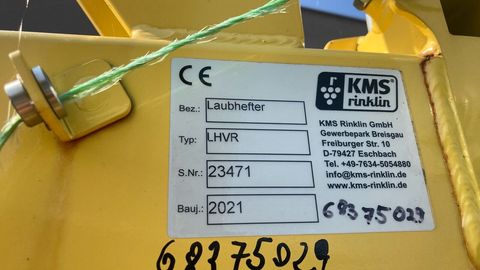 CE
KMS
rinklin
Bez.: Laubhefter
Typ: LHVR
S.Nr.: 23471
Bauj.: 2021
KMS Rinklin GmbH
Gewerbepark Breisgau
Freiburger Str. 10
D-79427 Eschbach
Tel. +49-7634-5054880
info@kms-rinklin.de
www.kms-rinklin.de
68375029
68375029